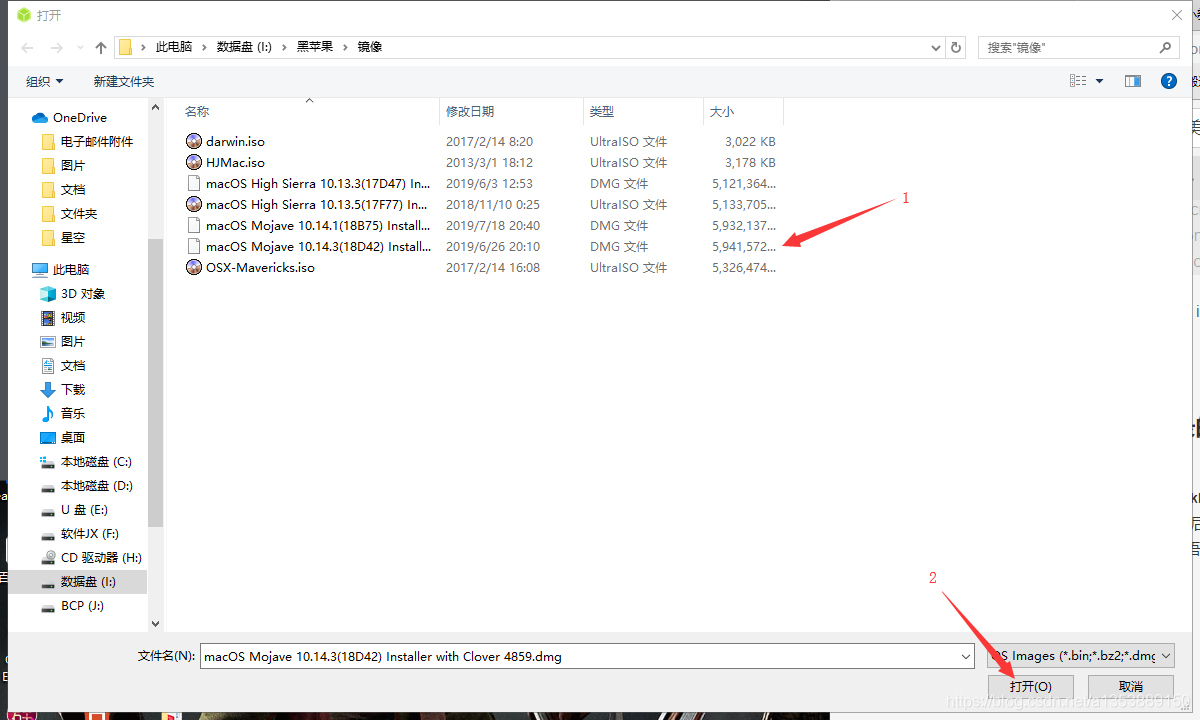 打开
此电脑 > 数据盘 (I:) > 黑苹果 > 镜像
搜索"镜像"
组织 新建文件夹
名称 修改日期 类型 大小
darwin.iso 2017/2/14 8:20 UltraISO 文件 3,022 KB
HJMac.iso 2013/3/1 18:12 UltraISO 文件 3,178 KB
macOS High Sierra 10.13.3(17D47) In... 2019/6/3 12:53 DMG 文件 5,121,364...
macOS High Sierra 10.13.5(17F77) In... 2018/11/10 0:25 UltraISO 文件 5,133,705...
macOS Mojave 10.14.1(18B75) Install... 2019/7/18 20:40 DMG 文件 5,932,137...
macOS Mojave 10.14.3(18D42) Install... 2019/6/26 20:10 DMG 文件 5,941,572...
OSX-Mavericks.iso 2017/2/14 16:08 UltraISO 文件 5,326,474...
1
OneDrive
电子邮件附件
图片
文档
文件夹
星空
此电脑
3D 对象
视频
图片
文档
下载
音乐
桌面
本地磁盘 (C:)
本地磁盘 (D:)
U 盘 (E:)
软件JX (F:)
CD 驱动器 (H:)
数据盘 (I:)
BCP (J:)
2
文件名(N): macOS Mojave 10.14.3(18D42) Installer with Clover 4859.dmg
OS Images (*.bin;*.bz2;*.dmg
打开(O) 取消